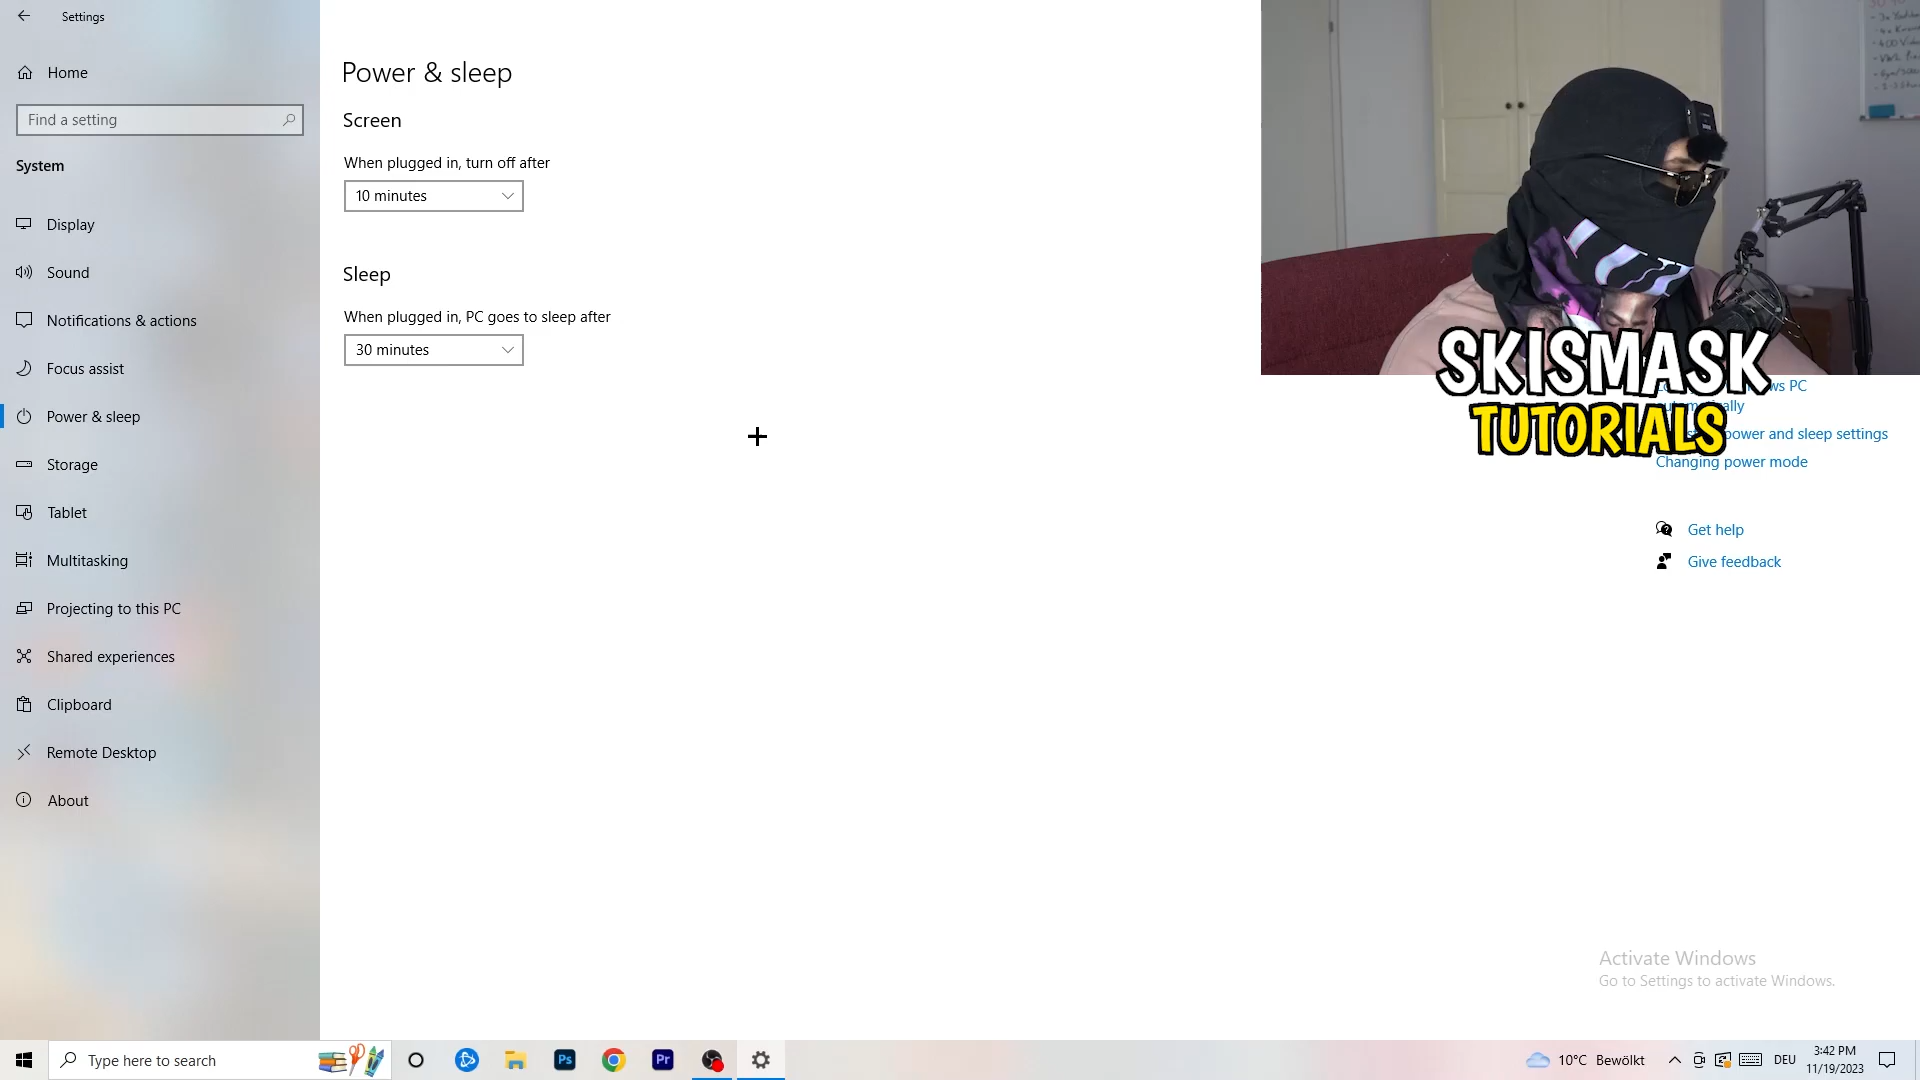 Settings
Home
Find a setting
System
Display
Sound
Notifications & actions
Focus assist
Power & sleep
Storage
Tablet
Multitasking
Projecting to this PC
Shared experiences
Clipboard
Remote Desktop
About
Power & sleep
Screen
When plugged in, turn off after
10 minutes
Sleep
When plugged in, PC goes to sleep after
30 minutes
SKISMASK
TUTORIALS
PC
power and sleep settings
Changing power mode
Get help
Give feedback
Activate Windows
Go to Settings to activate Windows.
Type here to search
Ps
Pr
10°C Bewölkt
DEU
3:42 PM
11/19/2023